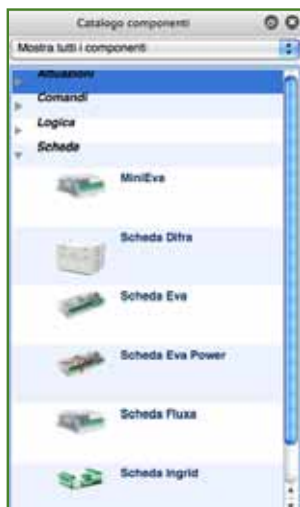 Catalogo componenti
Mostra tutti i componenti
Attuazioni
Comandi
Logica
Schede
MiniEva
Scheda Difra
Scheda Eva
Scheda Eva Power
Scheda Fluxa
Scheda Ingrid